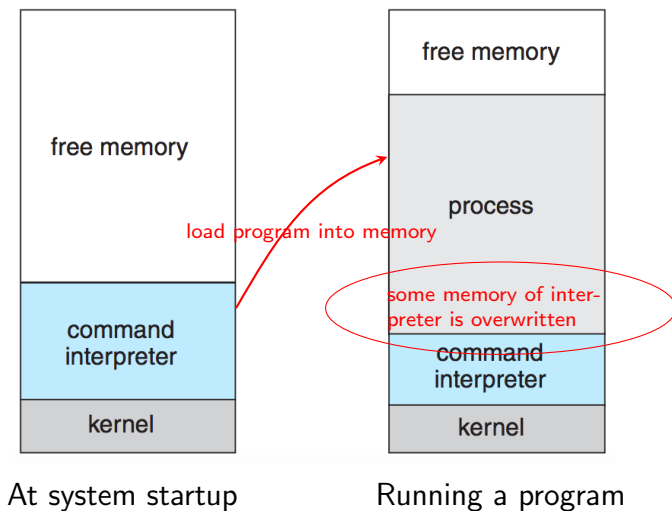 free memory
command
interpreter
kernel
At system startup
load program into memory
free memory
process
some memory of inter-
preter is overwritten
command
interpreter
kernel
Running a program